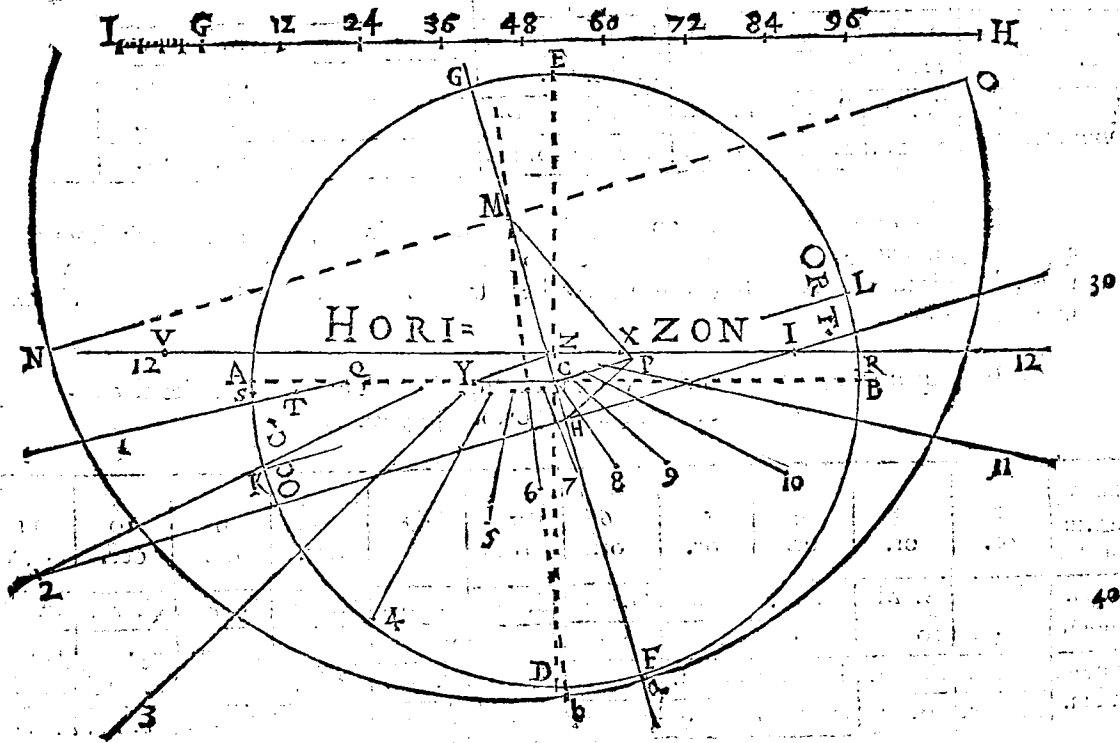 I G 12 24 36 48 60 72 84 96 H
G E O
M
L
OR
T
30
N V HORI= N X ZON I
12 12
A Q Y C P R
S B
T
1 C H
K O C 6 7 8 9 10 11
5
2 40
4
D F
a
3 b